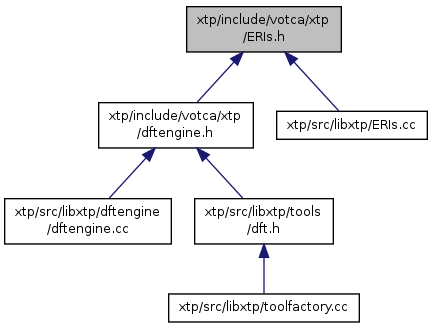 xtp/include/votca/xtp
/ERIs.h
xtp/include/votca/xtp
/dftengine.h
xtp/src/libxtp/ERIs.cc
xtp/src/libxtp/dftengine
/dftengine.cc
xtp/src/libxtp/tools
/dft.h
xtp/src/libxtp/toolfactory.cc